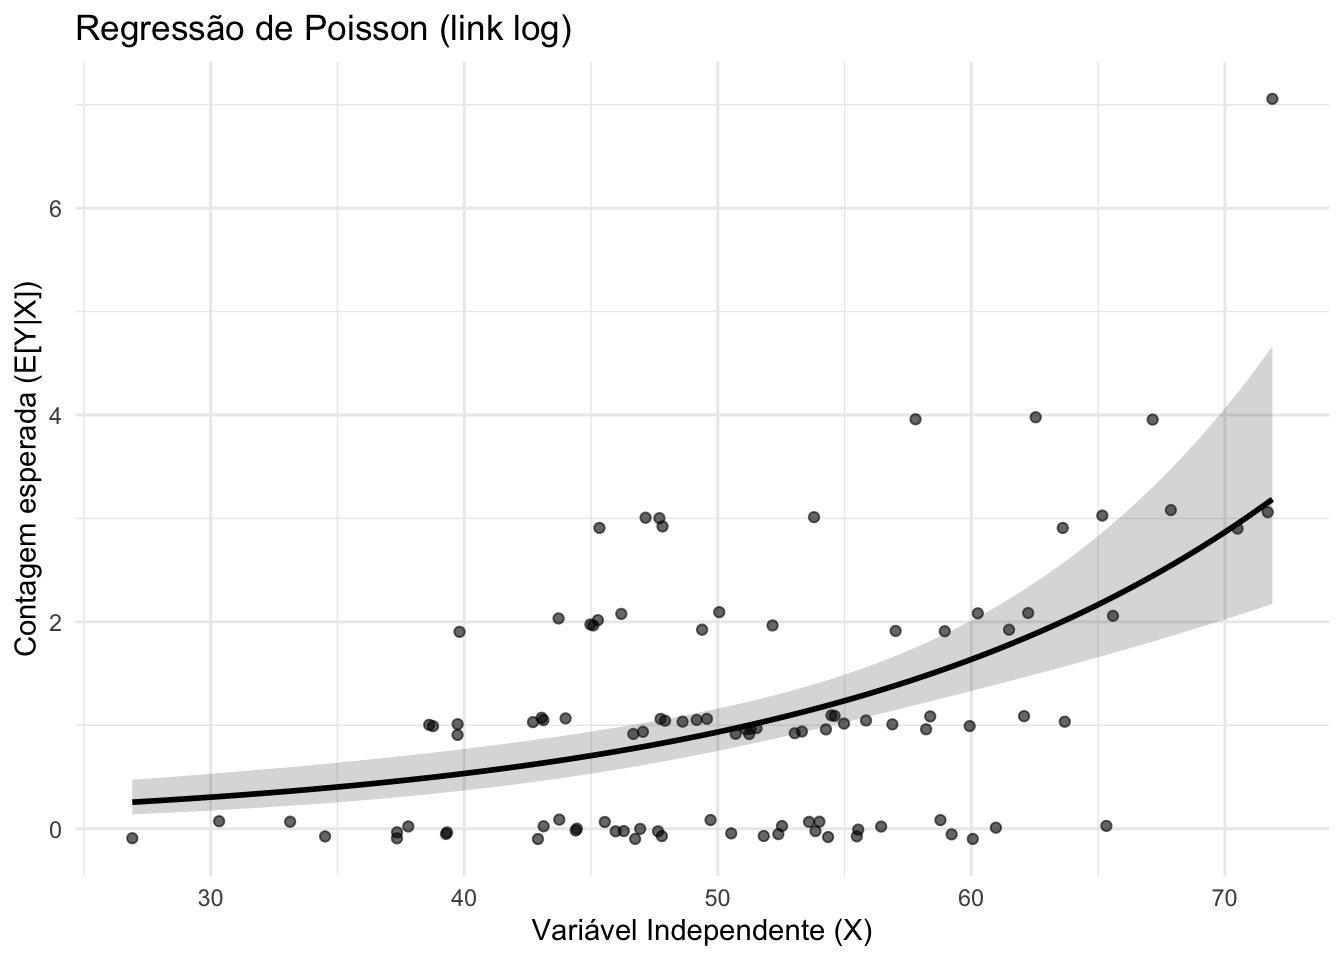 Regressão de Poisson (link log)
Contagem esperada (E[Y|X])
6
4
2
0
30 40 50 60 70
Variável Independente (X)